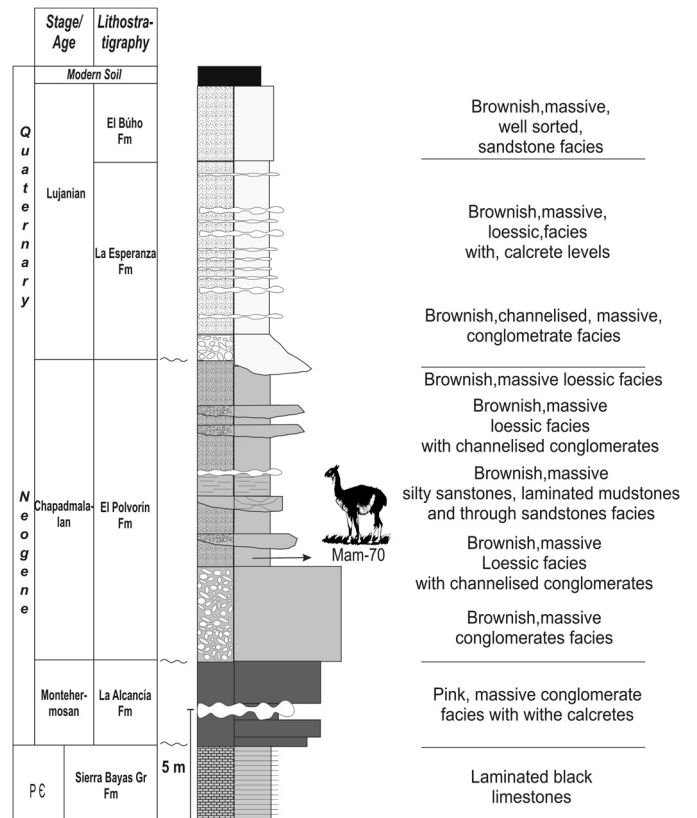 Stage/
Age
Lithostra-
tigraphy
Modern Soil
Quaternary
Lujanian
El Búho
Fm
La Esperanza
Fm
Neogene
Chapadmala-
lan
El Polvorín
Fm
Monteher-
mosan
La Alcancía
Fm
PЄ
Sierra Bayas Gr
Fm
5 m
Mam-70
Brownish,massive,
well sorted,
sandstone facies
Brownish,massive,
loessic,facies
with, calcrete levels
Brownish,channelised, massive,
conglometrate facies
Brownish,massive loessic facies
Brownish,massive
loessic facies
with channelised conglomerates
Brownish,massive
silty sanstones, laminated mudstones
and through sandstones facies
Brownish,massive
Loessic facies
with channelised conglomerates
Brownish,massive
conglomerates facies
Pink, massive conglomerate
facies with withe calcretes
Laminated black
limestones